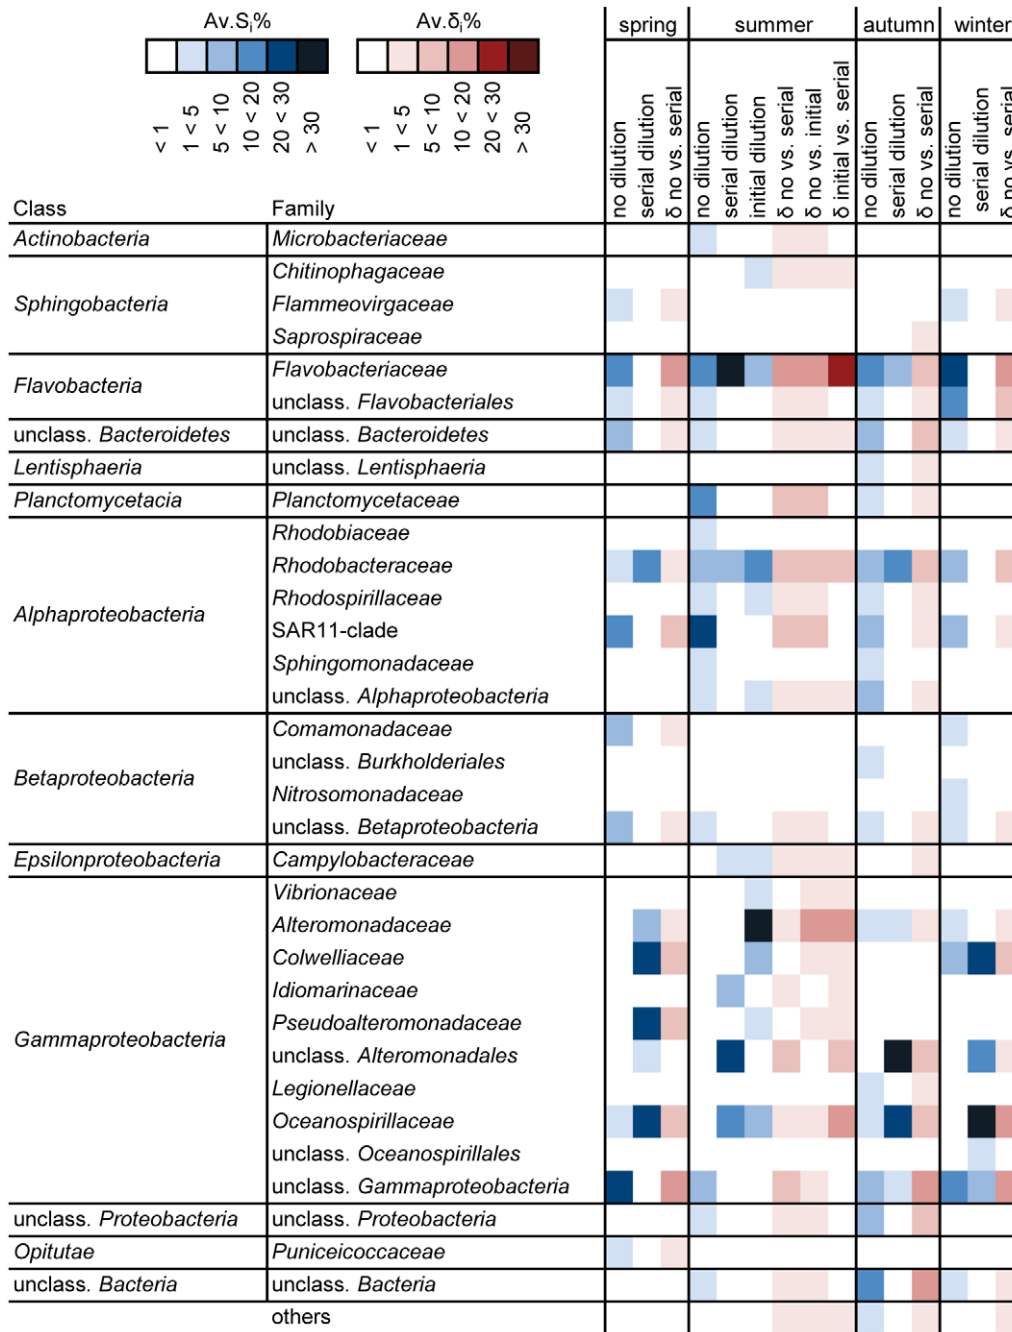 Av.Sᵢ%
Av.δᵢ%
< 1
1 < 5
5 < 10
10 < 20
20 < 30
> 30
< 1
1 < 5
5 < 10
10 < 20
20 < 30
> 30
spring
summer
autumn
winter
no dilution
serial dilution
δ no vs. serial
no dilution
serial dilution
initial dilution
δ no vs. serial
δ no vs. initial
δ initial vs. serial
no dilution
serial dilution
δ no vs. serial
no dilution
serial dilution
δ no vs. serial
Class Family
Actinobacteria Microbacteriaceae
Chitinophagaceae
Sphingobacteria Flammeovirgaceae
Saprospiraceae
Flavobacteria Flavobacteriaceae
unclass. Flavobacteriales
unclass. Bacteroidetes unclass. Bacteroidetes
Lentisphaeria unclass. Lentisphaeria
Planctomycetacia Planctomycetaceae
Rhodobiaceae
Rhodobacteraceae
Alphaproteobacteria Rhodospirillaceae
SAR11-clade
Sphingomonadaceae
unclass. Alphaproteobacteria
Comamonadaceae
Betaproteobacteria unclass. Burkholderiales
Nitrosomonadaceae
unclass. Betaproteobacteria
Epsilonproteobacteria Campylobacteraceae
Vibrionaceae
Alteromonadaceae
Colwelliaceae
Idiomarinaceae
Gammaproteobacteria Pseudoalteromonadaceae
unclass. Alteromonadales
Legionellaceae
Oceanospirillaceae
unclass. Oceanospirillales
unclass. Gammaproteobacteria
unclass. Proteobacteria unclass. Proteobacteria
Opitutae Puniceicoccaceae
unclass. Bacteria unclass. Bacteria
others